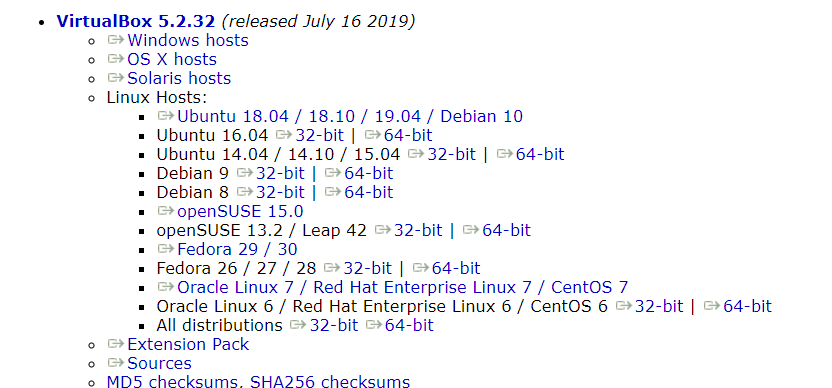 VirtualBox 5.2.32 (released July 16 2019)
Windows hosts
OS X hosts
Solaris hosts
Linux Hosts:
Ubuntu 18.04 / 18.10 / 19.04 / Debian 10
Ubuntu 16.04 32-bit | 64-bit
Ubuntu 14.04 / 14.10 / 15.04 32-bit | 64-bit
Debian 9 32-bit | 64-bit
Debian 8 32-bit | 64-bit
openSUSE 15.0
openSUSE 13.2 / Leap 42 32-bit | 64-bit
Fedora 29 / 30
Fedora 26 / 27 / 28 32-bit | 64-bit
Oracle Linux 7 / Red Hat Enterprise Linux 7 / CentOS 7
Oracle Linux 6 / Red Hat Enterprise Linux 6 / CentOS 6 32-bit | 64-bit
All distributions 32-bit 64-bit
Extension Pack
Sources
MD5 checksums, SHA256 checksums